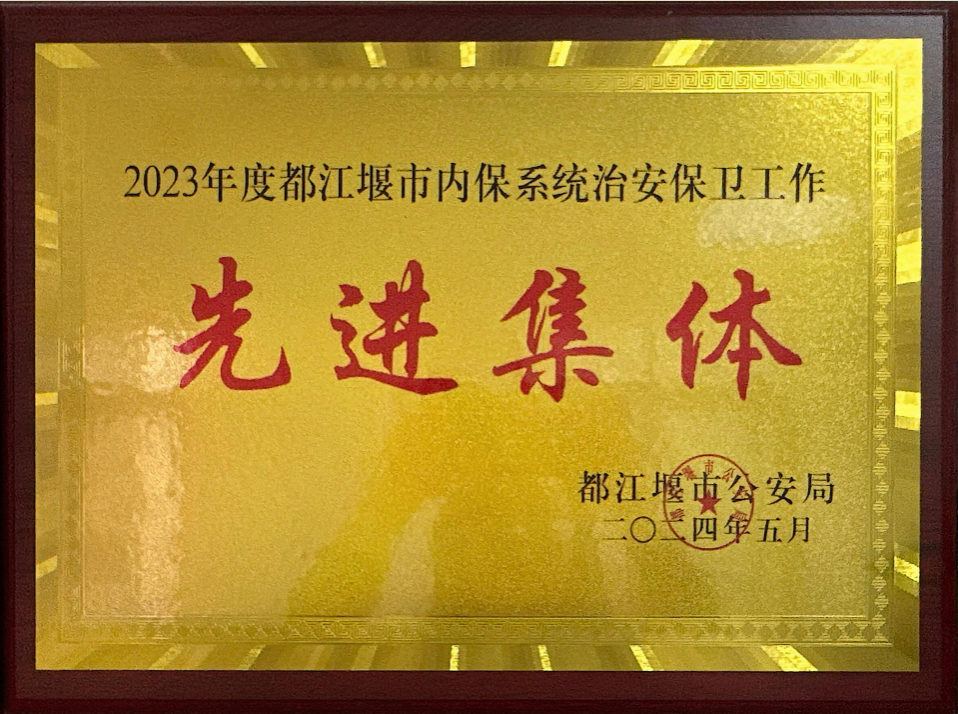 2023年度都江堰市内保系统治安保卫工作
先进集体
都江堰市公安局
二〇二四年五月